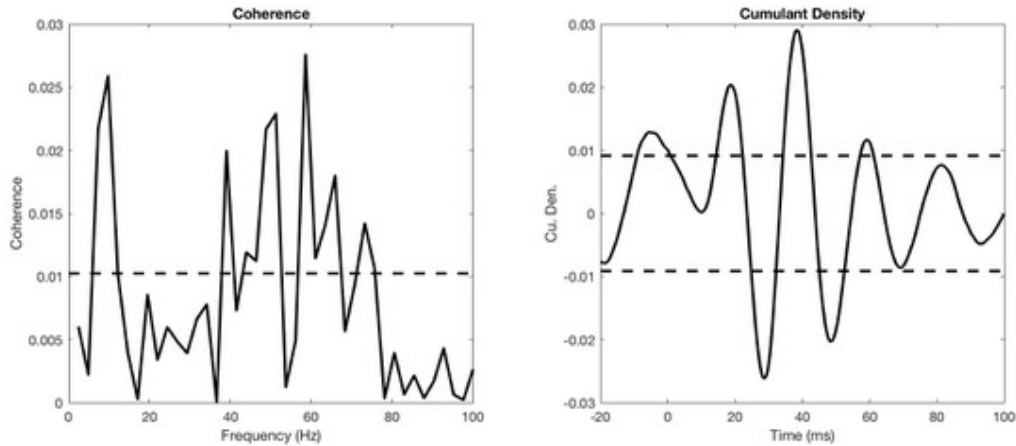 Coherence
0.03
0.025
0.02
0.015
0.01
0.005
0
Coherence
0 20 40 60 80 100
Frequency (Hz)
Cumulant Density
0.03
0.02
0.01
0
-0.01
-0.02
-0.03
Cu. Den.
-20 0 20 40 60 80 100
Time (ms)